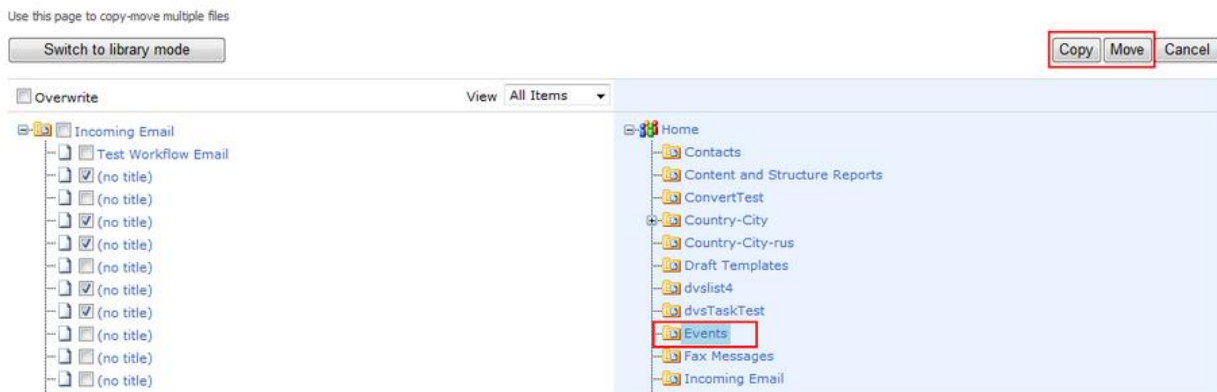 Use this page to copy-move multiple files
Switch to library mode
Copy Move Cancel
Overwrite View All Items
Incoming Email
Test Workflow Email
(no title)
(no title)
(no title)
(no title)
(no title)
(no title)
(no title)
(no title)
(no title)
(no title)
Home
Contacts
Content and Structure Reports
ConvertTest
Country-City
Country-City-rus
Draft Templates
dvslist4
dvsTaskTest
Events
Fax Messages
Incoming Email